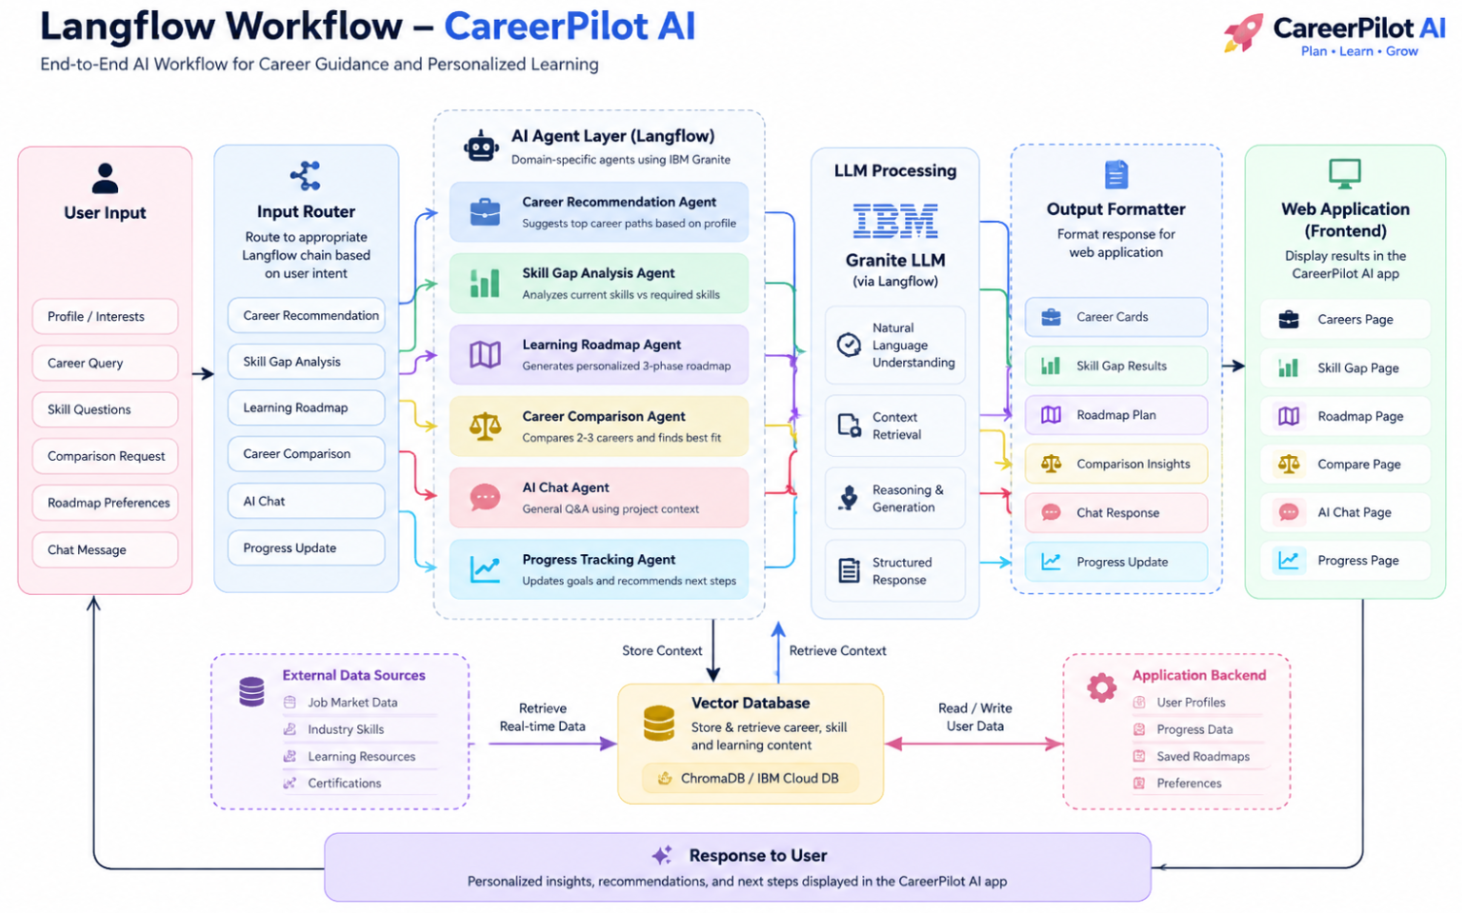 Langflow Workflow – CareerPilot AI
End-to-End AI Workflow for Career Guidance and Personalized Learning
CareerPilot AI
Plan • Learn • Grow
User Input
Profile / Interests
Career Query
Skill Questions
Comparison Request
Roadmap Preferences
Chat Message
Input Router
Route to appropriate
Langflow chain based
on user intent
Career Recommendation
Skill Gap Analysis
Learning Roadmap
Career Comparison
AI Chat
Progress Update
AI Agent Layer (Langflow)
Domain-specific agents using IBM Granite
Career Recommendation Agent
Suggests top career paths based on profile
Skill Gap Analysis Agent
Analyzes current skills vs required skills
Learning Roadmap Agent
Generates personalized 3-phase roadmap
Career Comparison Agent
Compares 2-3 careers and finds best fit
AI Chat Agent
General Q&A using project context
Progress Tracking Agent
Updates goals and recommends next steps
LLM Processing
IBM
Granite LLM
(via Langflow)
Natural
Language
Understanding
Context
Retrieval
Reasoning &
Generation
Structured
Response
Output Formatter
Format response for
web application
Career Cards
Skill Gap Results
Roadmap Plan
Comparison Insights
Chat Response
Progress Update
Web Application
(Frontend)
Display results in the
CareerPilot AI app
Careers Page
Skill Gap Page
Roadmap Page
Compare Page
AI Chat Page
Progress Page
Store Context
Retrieve Context
External Data Sources
Job Market Data
Industry Skills
Learning Resources
Certifications
Retrieve
Real-time Data
Vector Database
Store & retrieve career, skill
and learning content
ChromaDB / IBM Cloud DB
Read / Write
User Data
Application Backend
User Profiles
Progress Data
Saved Roadmaps
Preferences
Response to User
Personalized insights, recommendations, and next steps displayed in the CareerPilot AI app